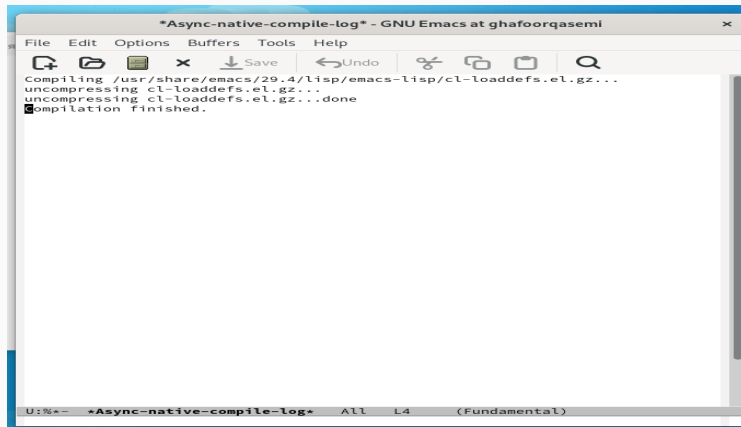 *Async-native-compile-log* - GNU Emacs at ghafoorqasemi ×
File Edit Options Buffers Tools Help
Save Undo
Compiling /usr/share/emacs/29.4/lisp/emacs-lisp/cl-loaddefs.el.gz...
uncompressing cl-loaddefs.el.gz...
uncompressing cl-loaddefs.el.gz...done
Compilation finished.
U:%*- *Async-native-compile-log* All L4 (Fundamental)